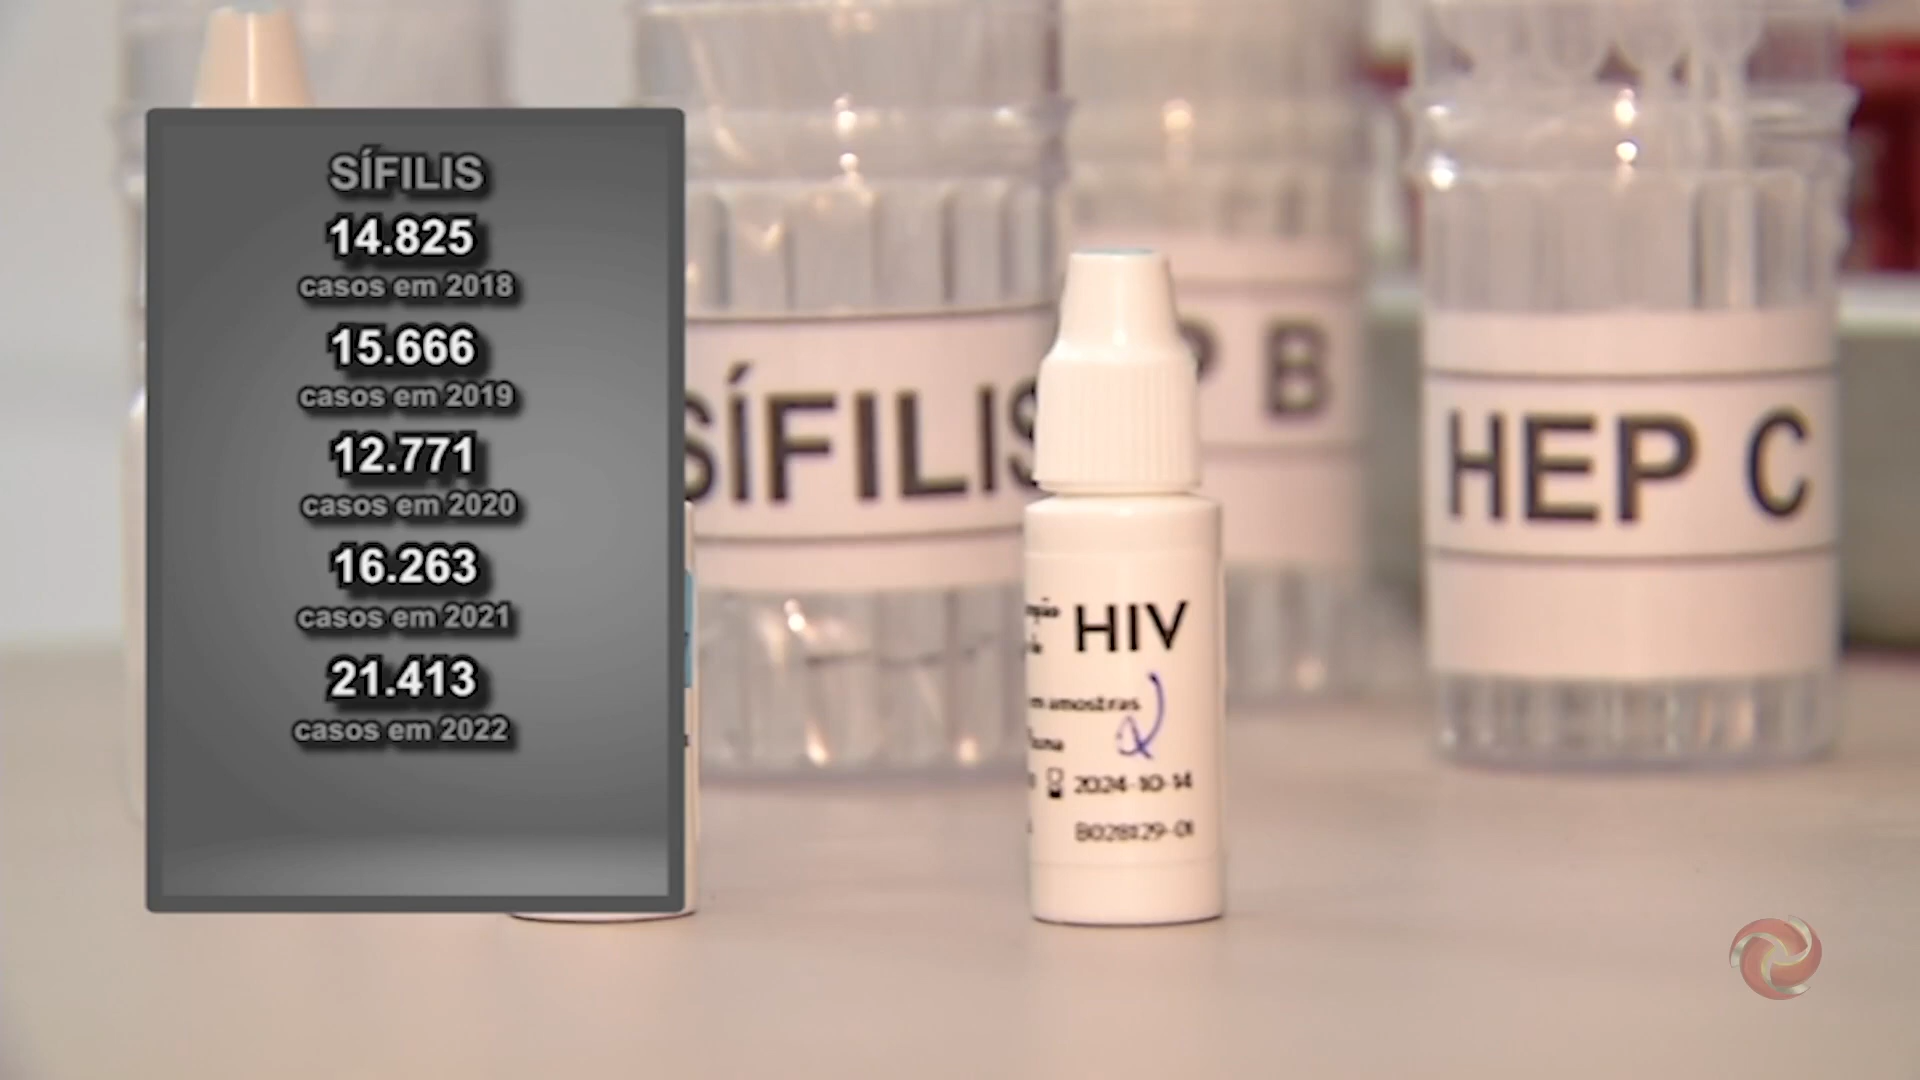 SÍFILIS
14.825
casos em 2018
15.666
casos em 2019
12.771
casos em 2020
16.263
casos em 2021
21.413
casos em 2022
SÍFILIS
P B
HEP C
HIV
em amostras
2024-10-14
B028129-01